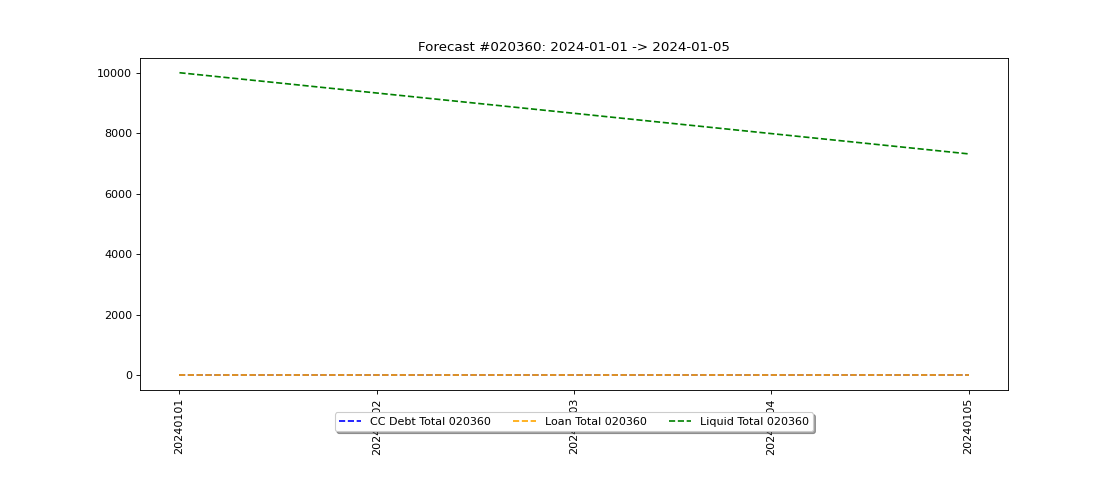 Forecast #020360: 2024-01-01 -> 2024-01-05
10000
8000
6000
4000
2000
0
20240101
20240105
CC Debt Total 020360
Loan Total 020360
Liquid Total 020360